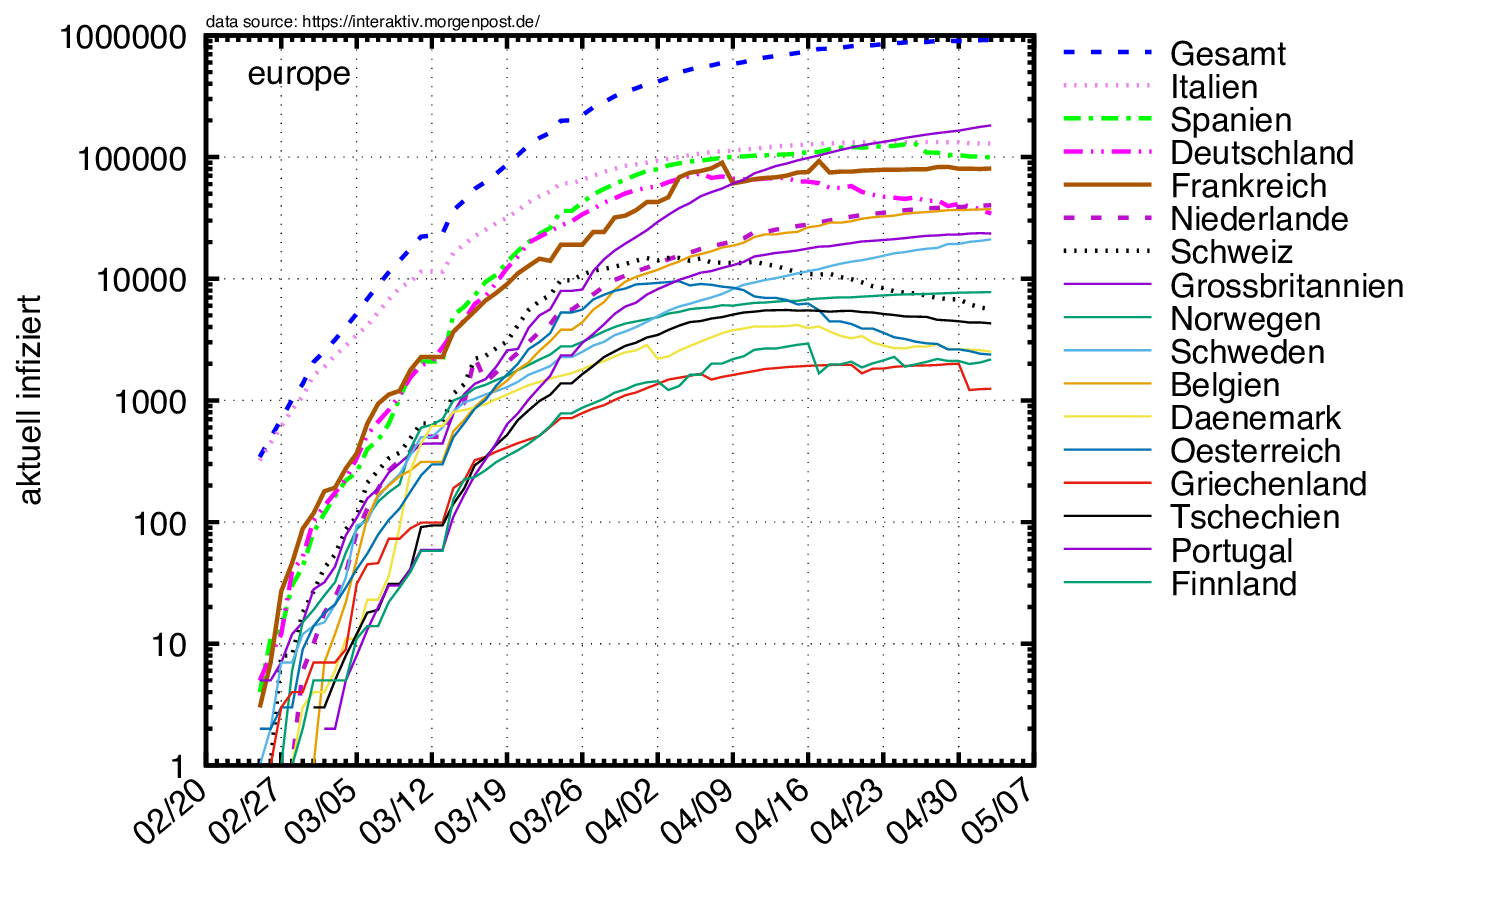 data source: https://interaktiv.morgenpost.de/
europe
aktuell infiziert
1000000
100000
10000
1000
100
10
1
02/20
02/27
03/05
03/12
03/19
03/26
04/02
04/09
04/16
04/23
04/30
05/07
Gesamt
Italien
Spanien
Deutschland
Frankreich
Niederlande
Schweiz
Grossbritannien
Norwegen
Schweden
Belgien
Daenemark
Oesterreich
Griechenland
Tschechien
Portugal
Finnland